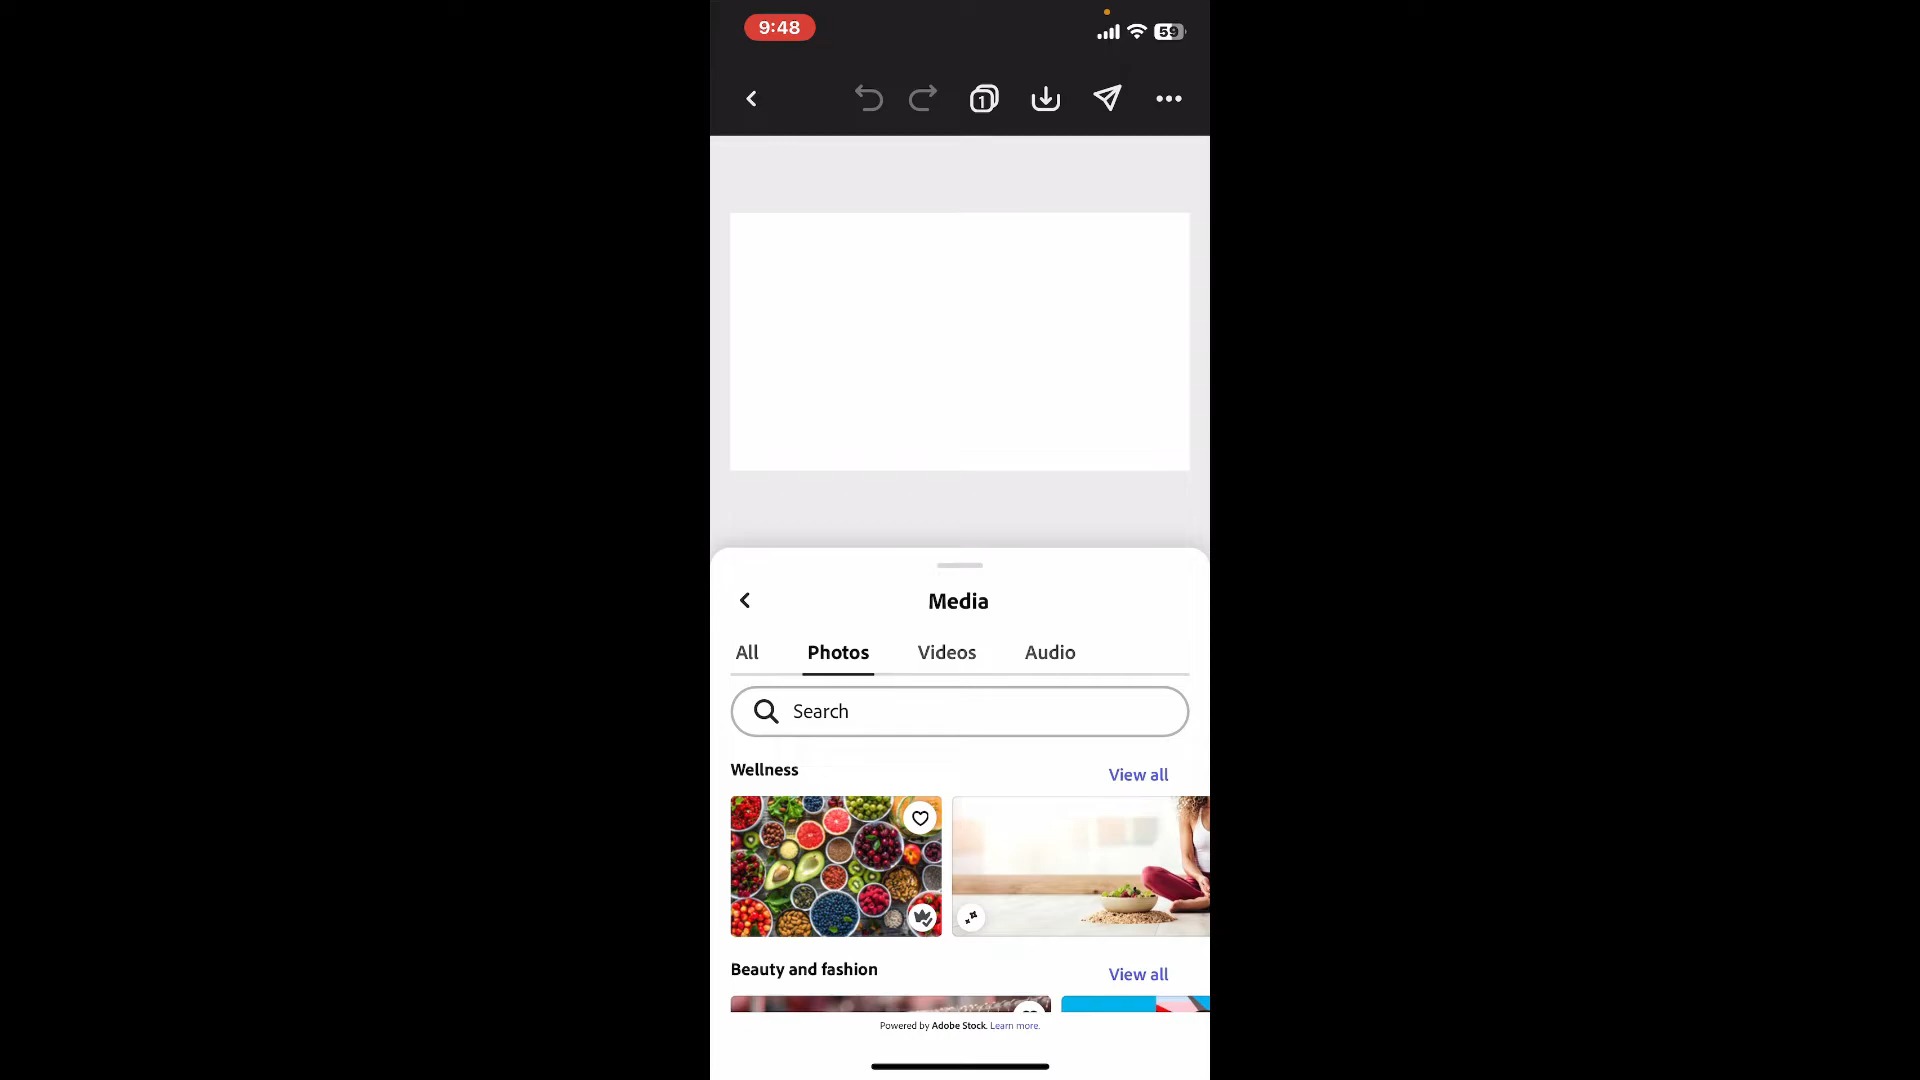 9:48
59
1
Media
All Photos Videos Audio
Search
Wellness View all
Beauty and fashion View all
Powered by Adobe Stock. Learn more.